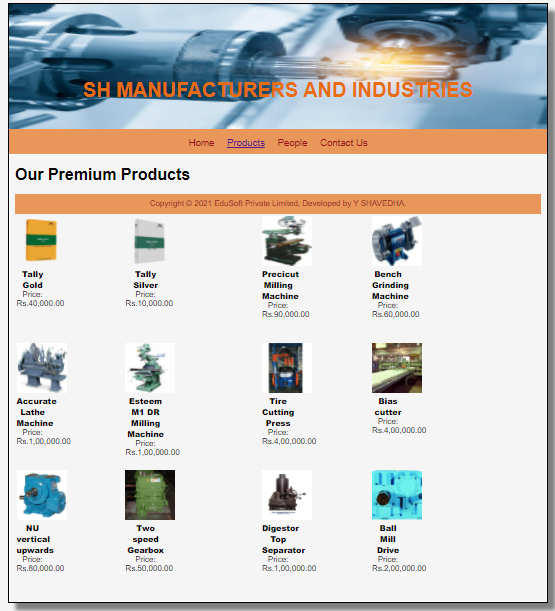 SH MANUFACTURERS AND INDUSTRIES
Home Products People Contact Us
Our Premium Products
Copyright © 2021 EduSoft Private Limited, Developed by Y SHAVEDHA.
Tally
Gold
Price:
Rs.40,000.00
Tally
Silver
Price:
Rs.10,000.00
Precicut
Milling
Machine
Price:
Rs.90,000.00
Bench
Grinding
Machine
Price:
Rs.60,000.00
Accurate
Lathe
Machine
Price:
Rs.1,00,000.00
Esteem
M1 DR
Milling
Machine
Price:
Rs.1,00,000.00
Tire
Cutting
Press
Price:
Rs.4,00,000.00
Bias
cutter
Price:
Rs.4,00,000.00
NU
vertical
upwards
Price:
Rs.80,000.00
Two
speed
Gearbox
Price:
Rs.50,000.00
Digestor
Top
Separator
Price:
Rs.1,00,000.00
Ball
Mill
Drive
Price:
Rs.2,00,000.00